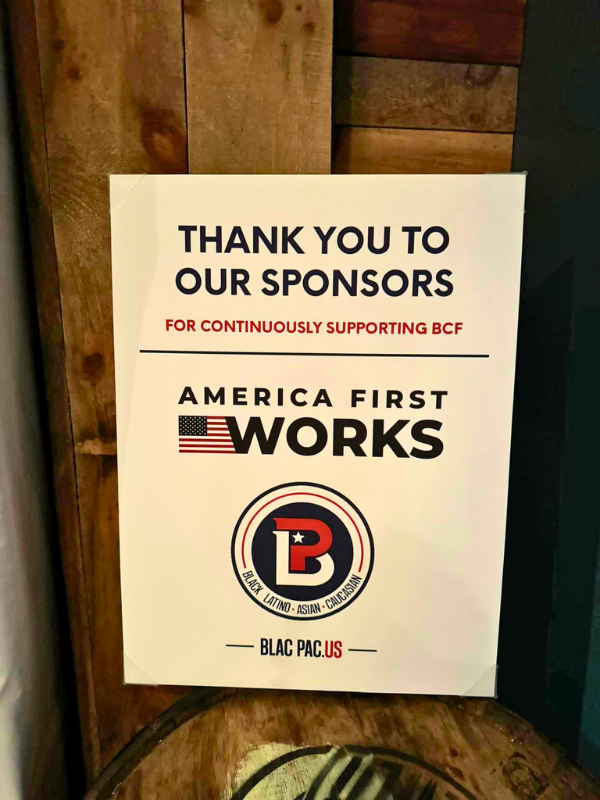 THANK YOU TO
OUR SPONSORS
FOR CONTINUOUSLY SUPPORTING BCF
AMERICA FIRST
WORKS
BP
BLACK LATINO · ASIAN · CAUCASIAN
BLAC PAC.US